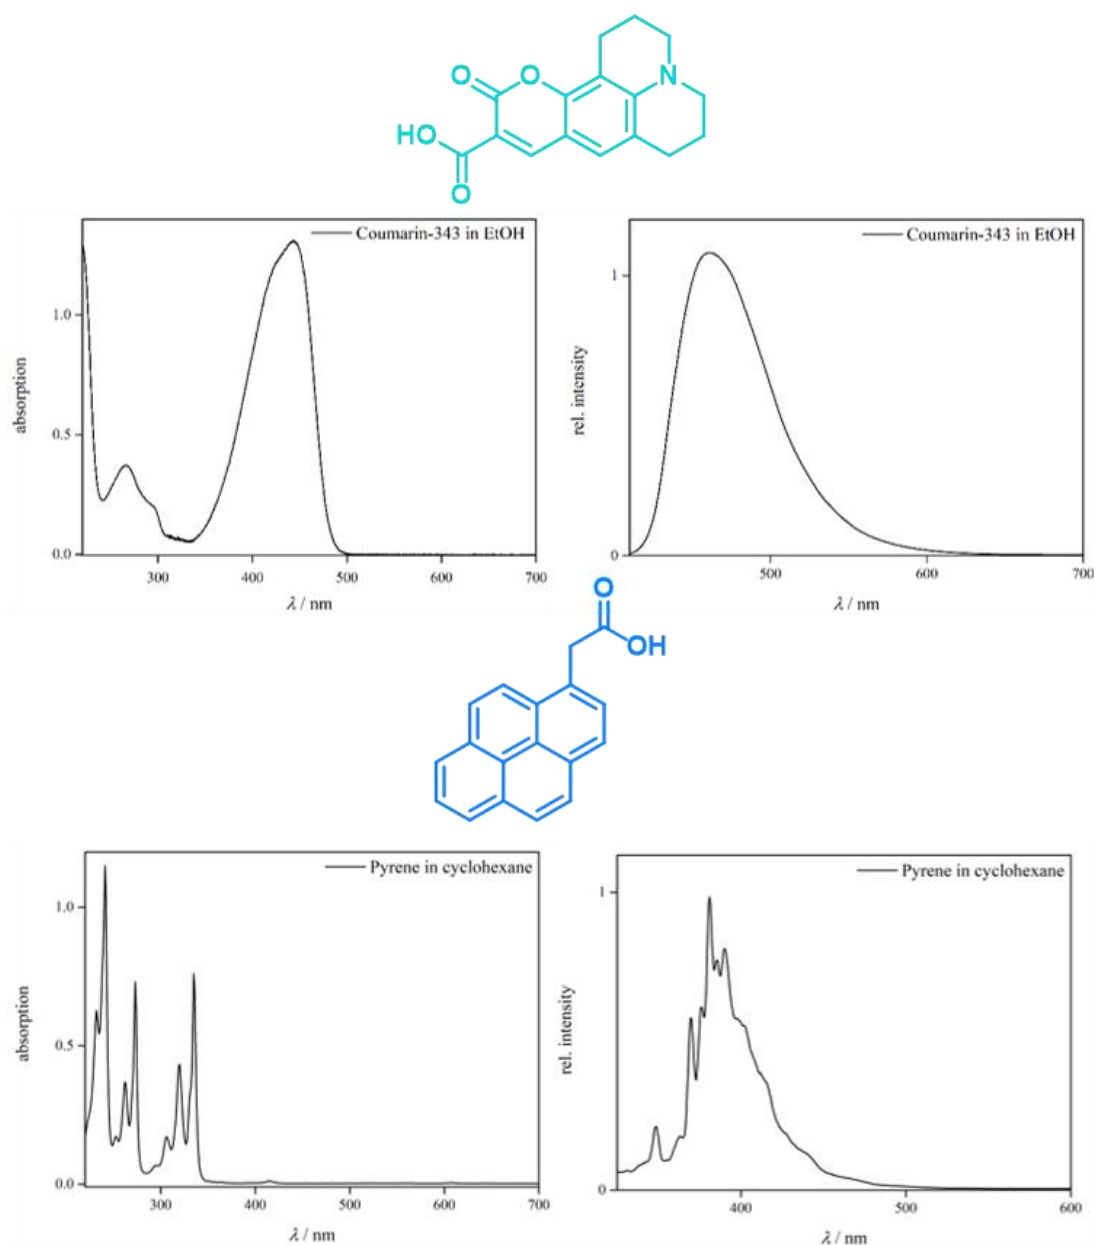 O
O
N
HO
O
Coumarin-343 in EtOH
1.0
0.5
0.0
absorption
300 400 500 600 700
λ / nm
Coumarin-343 in EtOH
1
0
rel. intensity
500 600 700
λ / nm
O
OH
Pyrene in cyclohexane
1.0
0.5
0.0
absorption
300 400 500 600 700
λ / nm
Pyrene in cyclohexane
1
0
rel. intensity
400 500 600
λ / nm